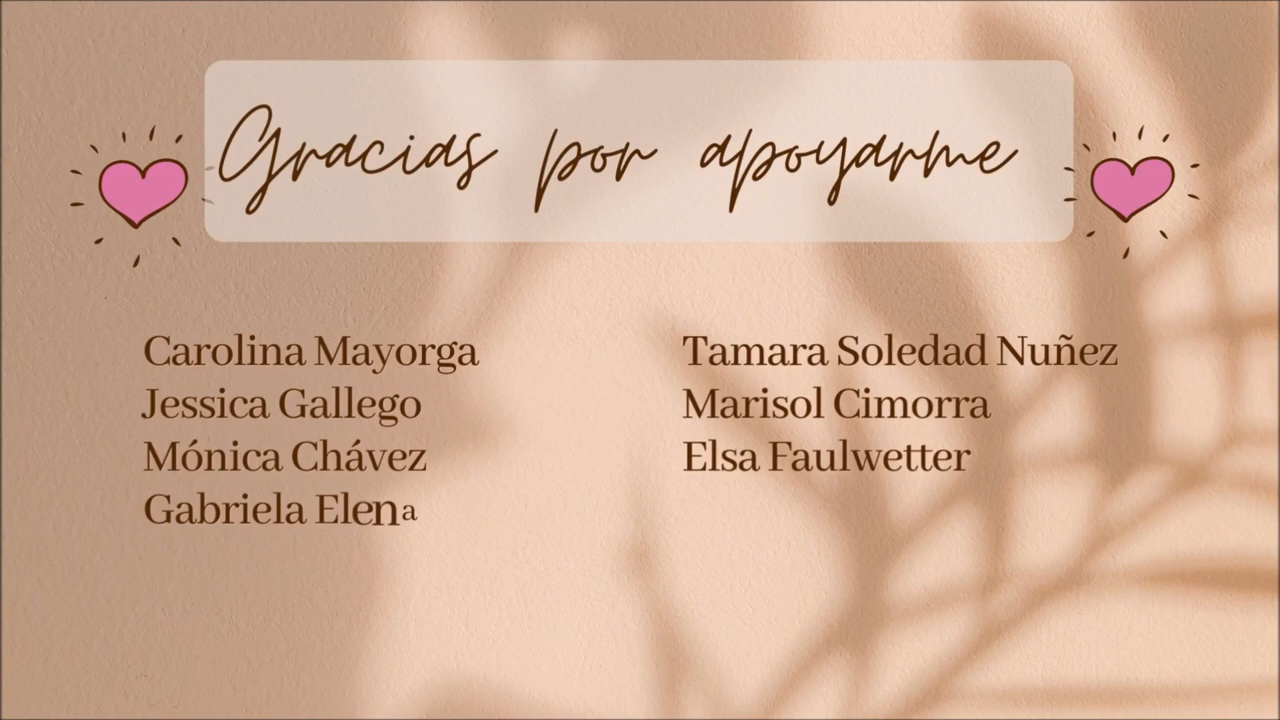 Gracias por apoyarme
Carolina Mayorga
Jessica Gallego
Mónica Chávez
Gabriela Elena
Tamara Soledad Nuñez
Marisol Cimorra
Elsa Faulwetter